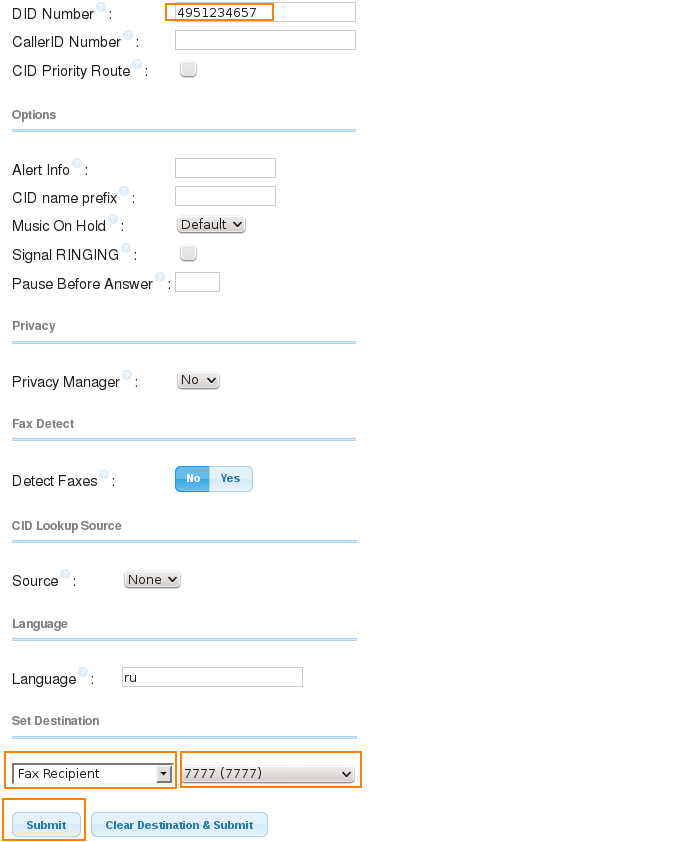 DID Number ? : 4951234657
CallerID Number ? :
CID Priority Route ? :
Options
Alert Info ? :
CID name prefix ? :
Music On Hold ? : Default
Signal RINGING ? :
Pause Before Answer ? :
Privacy
Privacy Manager ? : No
Fax Detect
Detect Faxes ? : No Yes
CID Lookup Source
Source ? : None
Language
Language ? : ru
Set Destination
Fax Recipient 7777 (7777)
Submit Clear Destination & Submit